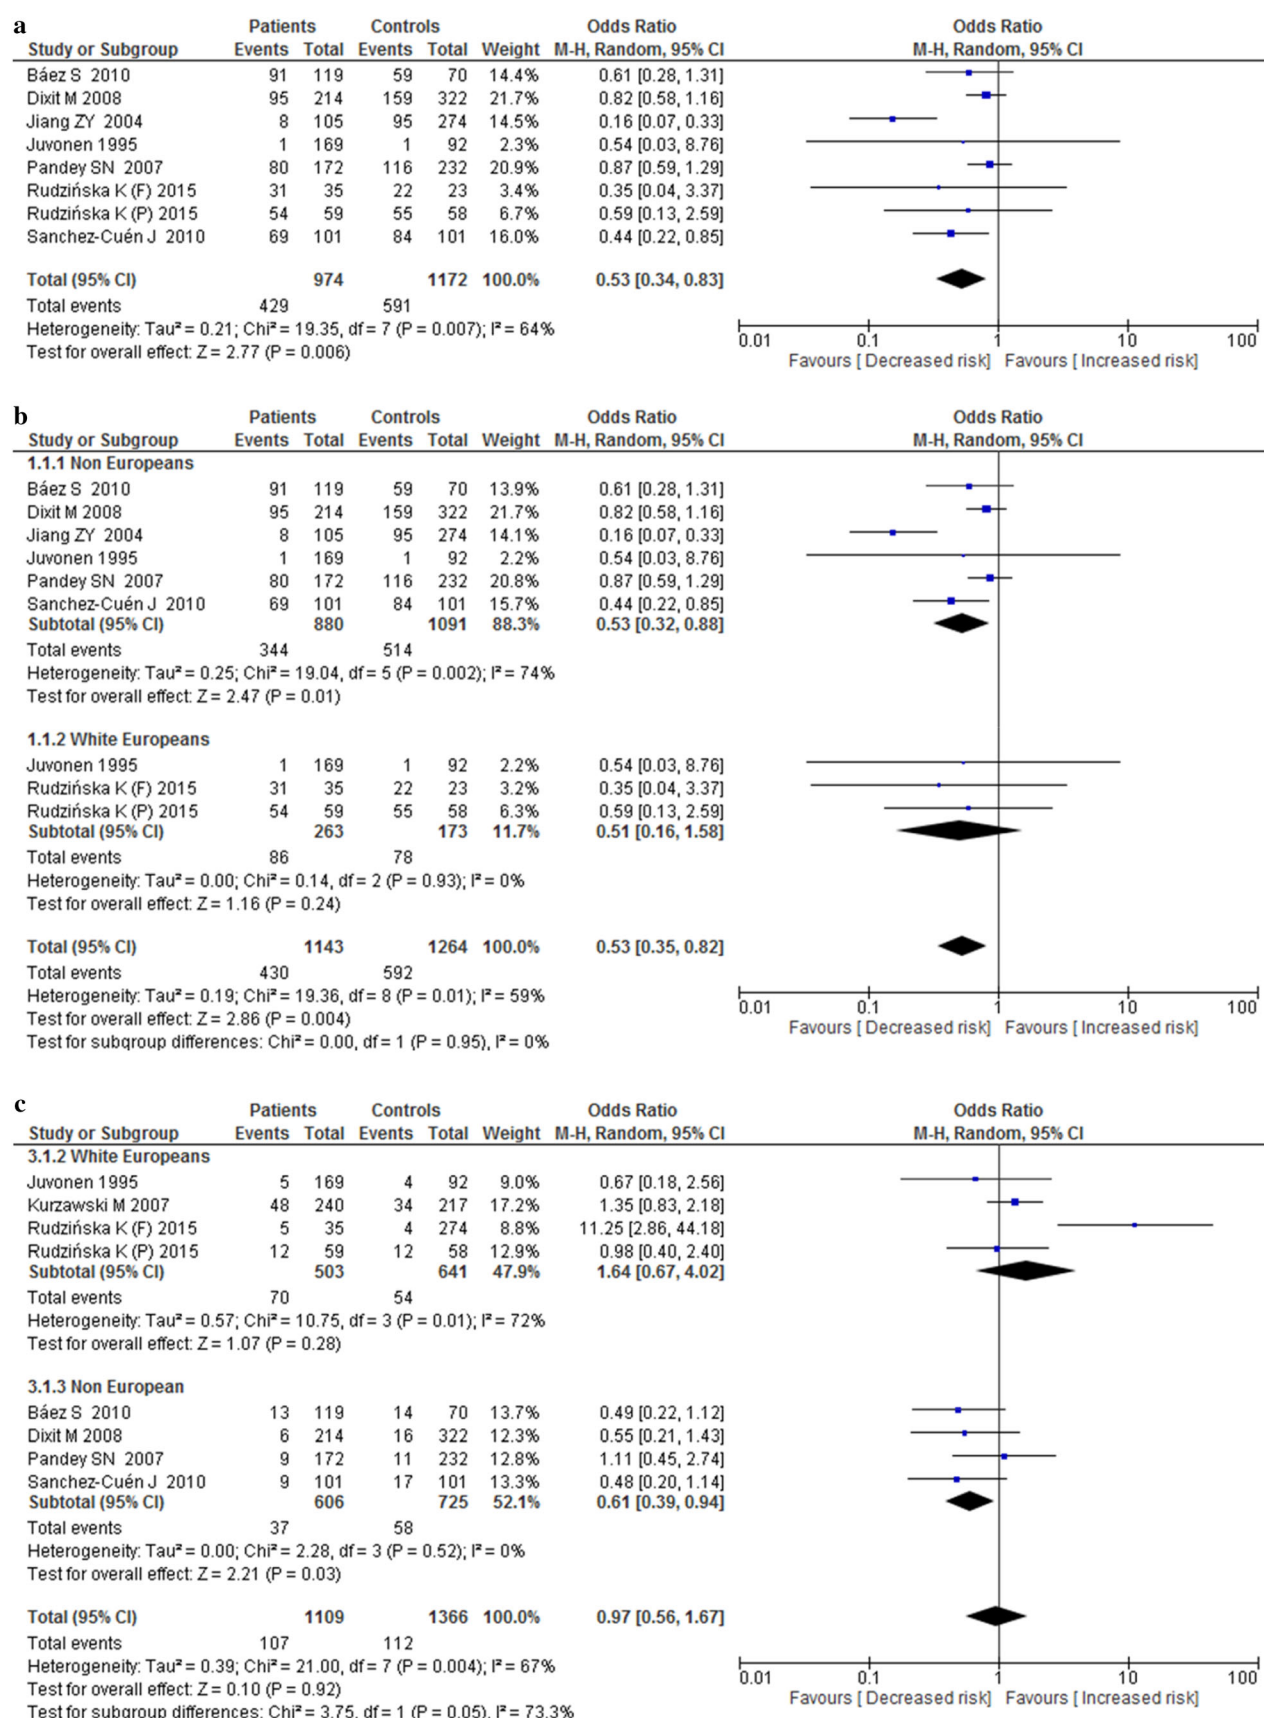 a
Patients Controls Odds Ratio Odds Ratio
Study or Subgroup Events Total Events Total Weight M-H, Random, 95% CI M-H, Random, 95% CI
Báez S 2010 91 119 59 70 14.4% 0.61 [0.28, 1.31]
Dixit M 2008 95 214 159 322 21.7% 0.82 [0.58, 1.16]
Jiang ZY 2004 8 105 95 274 14.5% 0.16 [0.07, 0.33]
Juvonen 1995 1 169 1 92 2.3% 0.54 [0.03, 8.76]
Pandey SN 2007 80 172 116 232 20.9% 0.87 [0.59, 1.29]
Rudzińska K (F) 2015 31 35 22 23 3.4% 0.35 [0.04, 3.37]
Rudzińska K (P) 2015 54 59 55 58 6.7% 0.59 [0.13, 2.59]
Sanchez-Cuén J 2010 69 101 84 101 16.0% 0.44 [0.22, 0.85]
Total (95% CI) 974 1172 100.0% 0.53 [0.34, 0.83]
Total events 429 591
Heterogeneity: Tau² = 0.21; Chi² = 19.35, df = 7 (P = 0.007); I² = 64%
Test for overall effect: Z = 2.77 (P = 0.006)
0.01 0.1 1 10 100
Favours [ Decreased risk] Favours [ Increased risk]
b
Patients Controls Odds Ratio Odds Ratio
Study or Subgroup Events Total Events Total Weight M-H, Random, 95% CI M-H, Random, 95% CI
1.1.1 Non Europeans
Báez S 2010 91 119 59 70 13.9% 0.61 [0.28, 1.31]
Dixit M 2008 95 214 159 322 21.7% 0.82 [0.58, 1.16]
Jiang ZY 2004 8 105 95 274 14.1% 0.16 [0.07, 0.33]
Juvonen 1995 1 169 1 92 2.2% 0.54 [0.03, 8.76]
Pandey SN 2007 80 172 116 232 20.8% 0.87 [0.59, 1.29]
Sanchez-Cuén J 2010 69 101 84 101 15.7% 0.44 [0.22, 0.85]
Subtotal (95% CI) 880 1091 88.3% 0.53 [0.32, 0.88]
Total events 344 514
Heterogeneity: Tau² = 0.25; Chi² = 19.04, df = 5 (P = 0.002); I² = 74%
Test for overall effect: Z = 2.47 (P = 0.01)
1.1.2 White Europeans
Juvonen 1995 1 169 1 92 2.2% 0.54 [0.03, 8.76]
Rudzińska K (F) 2015 31 35 22 23 3.2% 0.35 [0.04, 3.37]
Rudzińska K (P) 2015 54 59 55 58 6.3% 0.59 [0.13, 2.59]
Subtotal (95% CI) 263 173 11.7% 0.51 [0.16, 1.58]
Total events 86 78
Heterogeneity: Tau² = 0.00; Chi² = 0.14, df = 2 (P = 0.93); I² = 0%
Test for overall effect: Z = 1.16 (P = 0.24)
Total (95% CI) 1143 1264 100.0% 0.53 [0.35, 0.82]
Total events 430 592
Heterogeneity: Tau² = 0.19; Chi² = 19.36, df = 8 (P = 0.01); I² = 59%
Test for overall effect: Z = 2.86 (P = 0.004)
Test for subgroup differences: Chi² = 0.00, df = 1 (P = 0.95), I² = 0%
0.01 0.1 1 10 100
Favours [ Decreased risk] Favours [ Increased risk]
c
Patients Controls Odds Ratio Odds Ratio
Study or Subgroup Events Total Events Total Weight M-H, Random, 95% CI M-H, Random, 95% CI
3.1.2 White Europeans
Juvonen 1995 5 169 4 92 9.0% 0.67 [0.18, 2.56]
Kurzawski M 2007 48 240 34 217 17.2% 1.35 [0.83, 2.18]
Rudzińska K (F) 2015 5 35 4 274 8.8% 11.25 [2.86, 44.18]
Rudzińska K (P) 2015 12 59 12 58 12.9% 0.98 [0.40, 2.40]
Subtotal (95% CI) 503 641 47.9% 1.64 [0.67, 4.02]
Total events 70 54
Heterogeneity: Tau² = 0.57; Chi² = 10.75, df = 3 (P = 0.01); I² = 72%
Test for overall effect: Z = 1.07 (P = 0.28)
3.1.3 Non European
Báez S 2010 13 119 14 70 13.7% 0.49 [0.22, 1.12]
Dixit M 2008 6 214 16 322 12.3% 0.55 [0.21, 1.43]
Pandey SN 2007 9 172 11 232 12.8% 1.11 [0.45, 2.74]
Sanchez-Cuén J 2010 9 101 17 101 13.3% 0.48 [0.20, 1.14]
Subtotal (95% CI) 606 725 52.1% 0.61 [0.39, 0.94]
Total events 37 58
Heterogeneity: Tau² = 0.00; Chi² = 2.28, df = 3 (P = 0.52); I² = 0%
Test for overall effect: Z = 2.21 (P = 0.03)
Total (95% CI) 1109 1366 100.0% 0.97 [0.56, 1.67]
Total events 107 112
Heterogeneity: Tau² = 0.39; Chi² = 21.00, df = 7 (P = 0.004); I² = 67%
Test for overall effect: Z = 0.10 (P = 0.92)
Test for subgroup differences: Chi² = 3.75, df = 1 (P = 0.05), I² = 73.3%
0.01 0.1 1 10 100
Favours [ Decreased risk] Favours [ Increased risk]